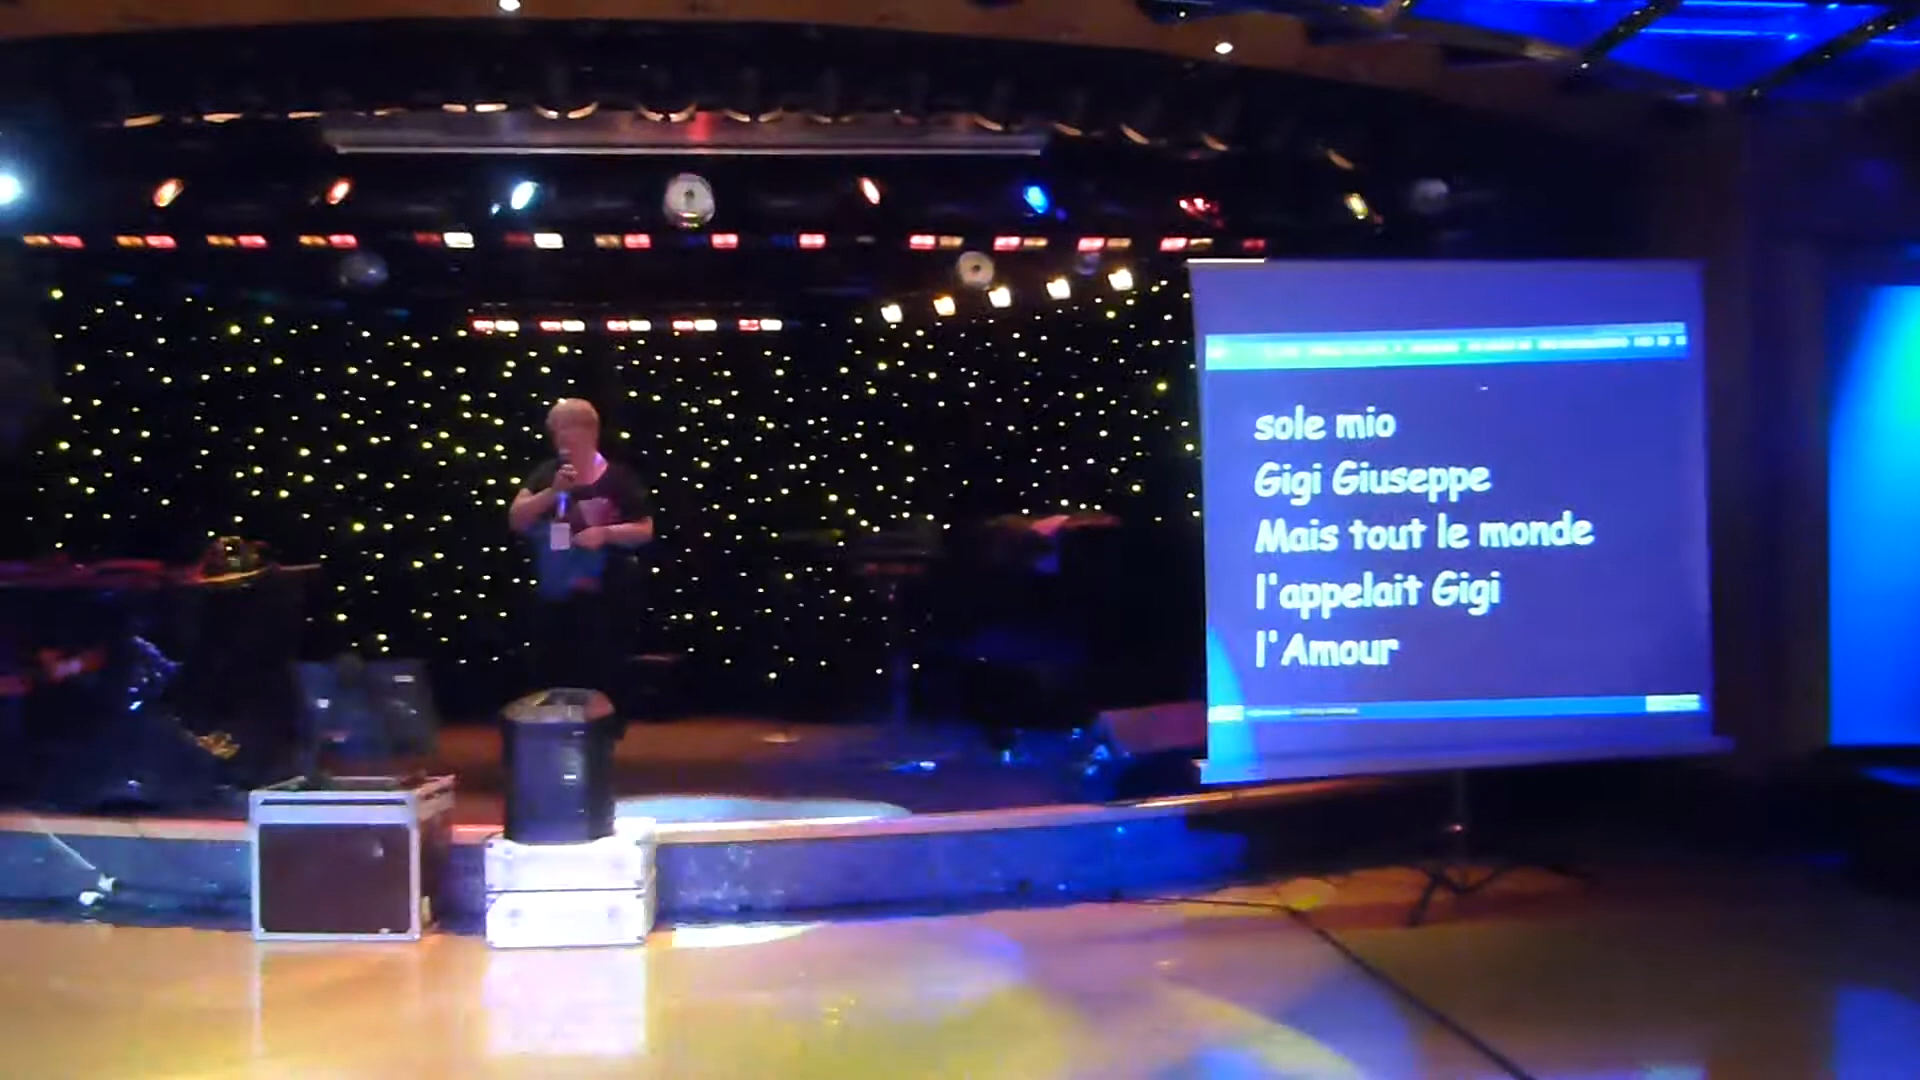 sole mio
Gigi Giuseppe
Mais tout le monde
l'appelait Gigi
l'Amour